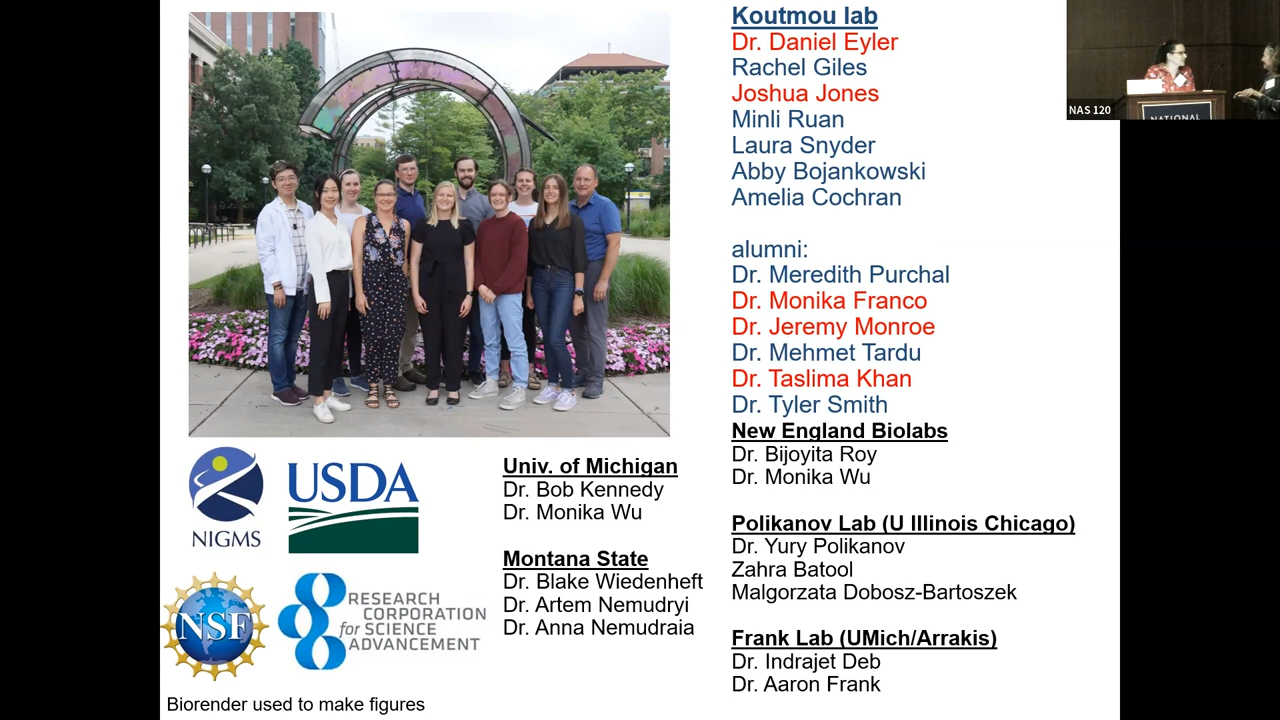 Koutmou lab
Dr. Daniel Eyler
Rachel Giles
Joshua Jones
Minli Ruan
Laura Snyder
Abby Bojankowski
Amelia Cochran
alumni:
Dr. Meredith Purchal
Dr. Monika Franco
Dr. Jeremy Monroe
Dr. Mehmet Tardu
Dr. Taslima Khan
Dr. Tyler Smith
New England Biolabs
Dr. Bijoyita Roy
Dr. Monika Wu
Polikanov Lab (U Illinois Chicago)
Dr. Yury Polikanov
Zahra Batool
Malgorzata Dobosz-Bartoszek
Frank Lab (UMich/Arrakis)
Dr. Indrajet Deb
Dr. Aaron Frank
Univ. of Michigan
Dr. Bob Kennedy
Dr. Monika Wu
Montana State
Dr. Blake Wiedenheft
Dr. Artem Nemudryi
Dr. Anna Nemudraia
NIGMS
USDA
NSF
RESEARCH
CORPORATION
for SCIENCE
ADVANCEMENT
Biorender used to make figures
NAS 120
NATIONAL